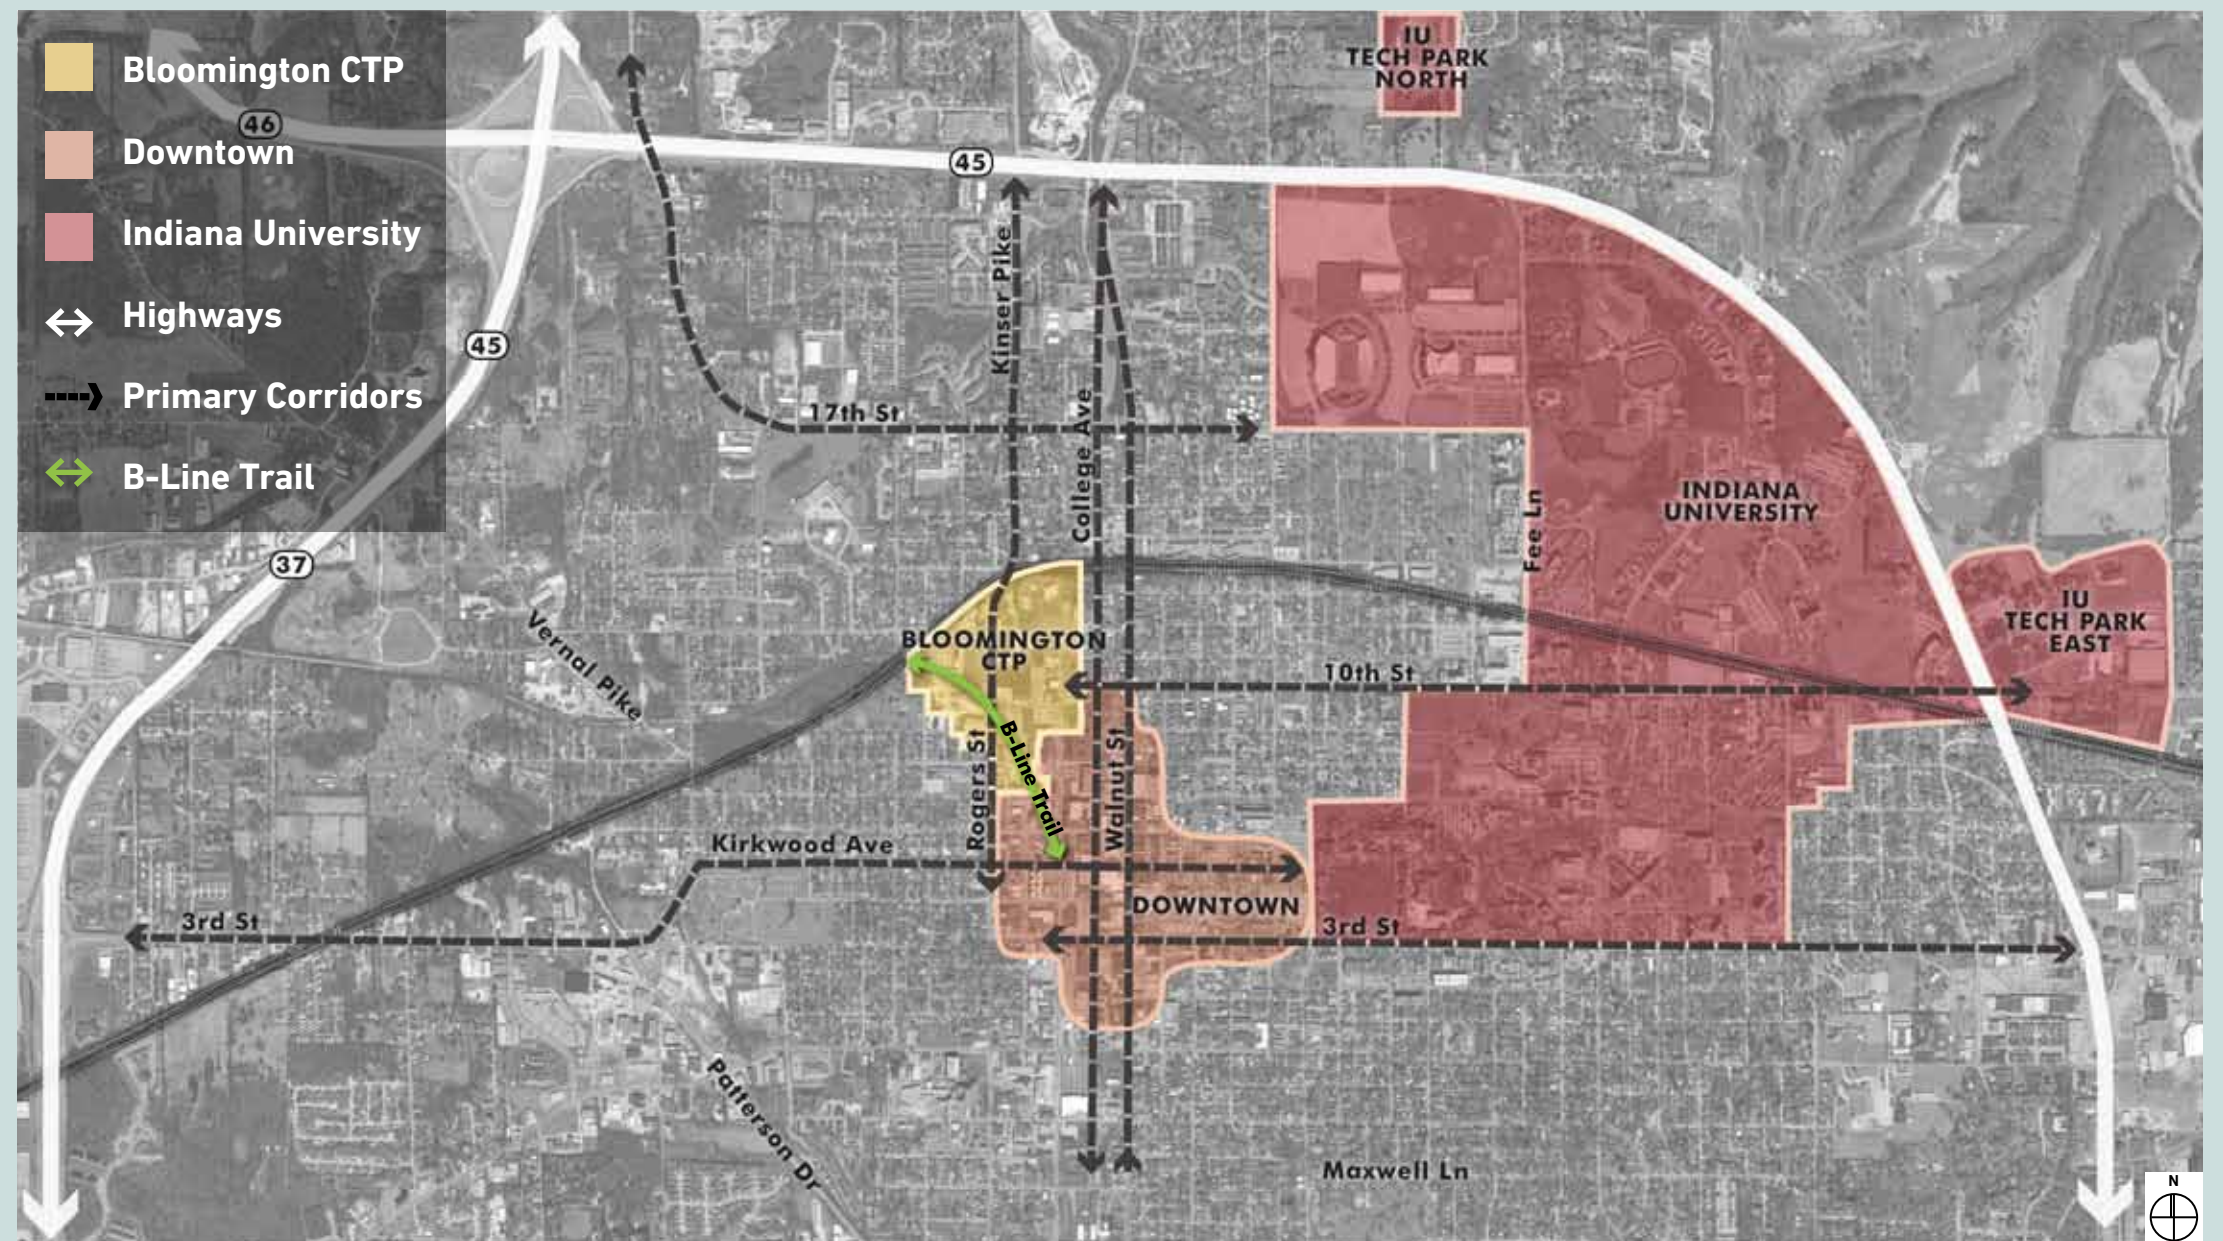 Bloomington CTP
Downtown
Indiana University
Highways
Primary Corridors
B-Line Trail
46
45
45
37
IU
TECH PARK
NORTH
Kinser Pike
College Ave
17th St
Fee Ln
INDIANA
UNIVERSITY
IU
TECH PARK
EAST
Vernal Pike
BLOOMINGTON
CTP
10th St
B-Line Trail
Rogers St
Walnut St
Kirkwood Ave
DOWNTOWN
3rd St
3rd St
Patterson Dr
Maxwell Ln
N